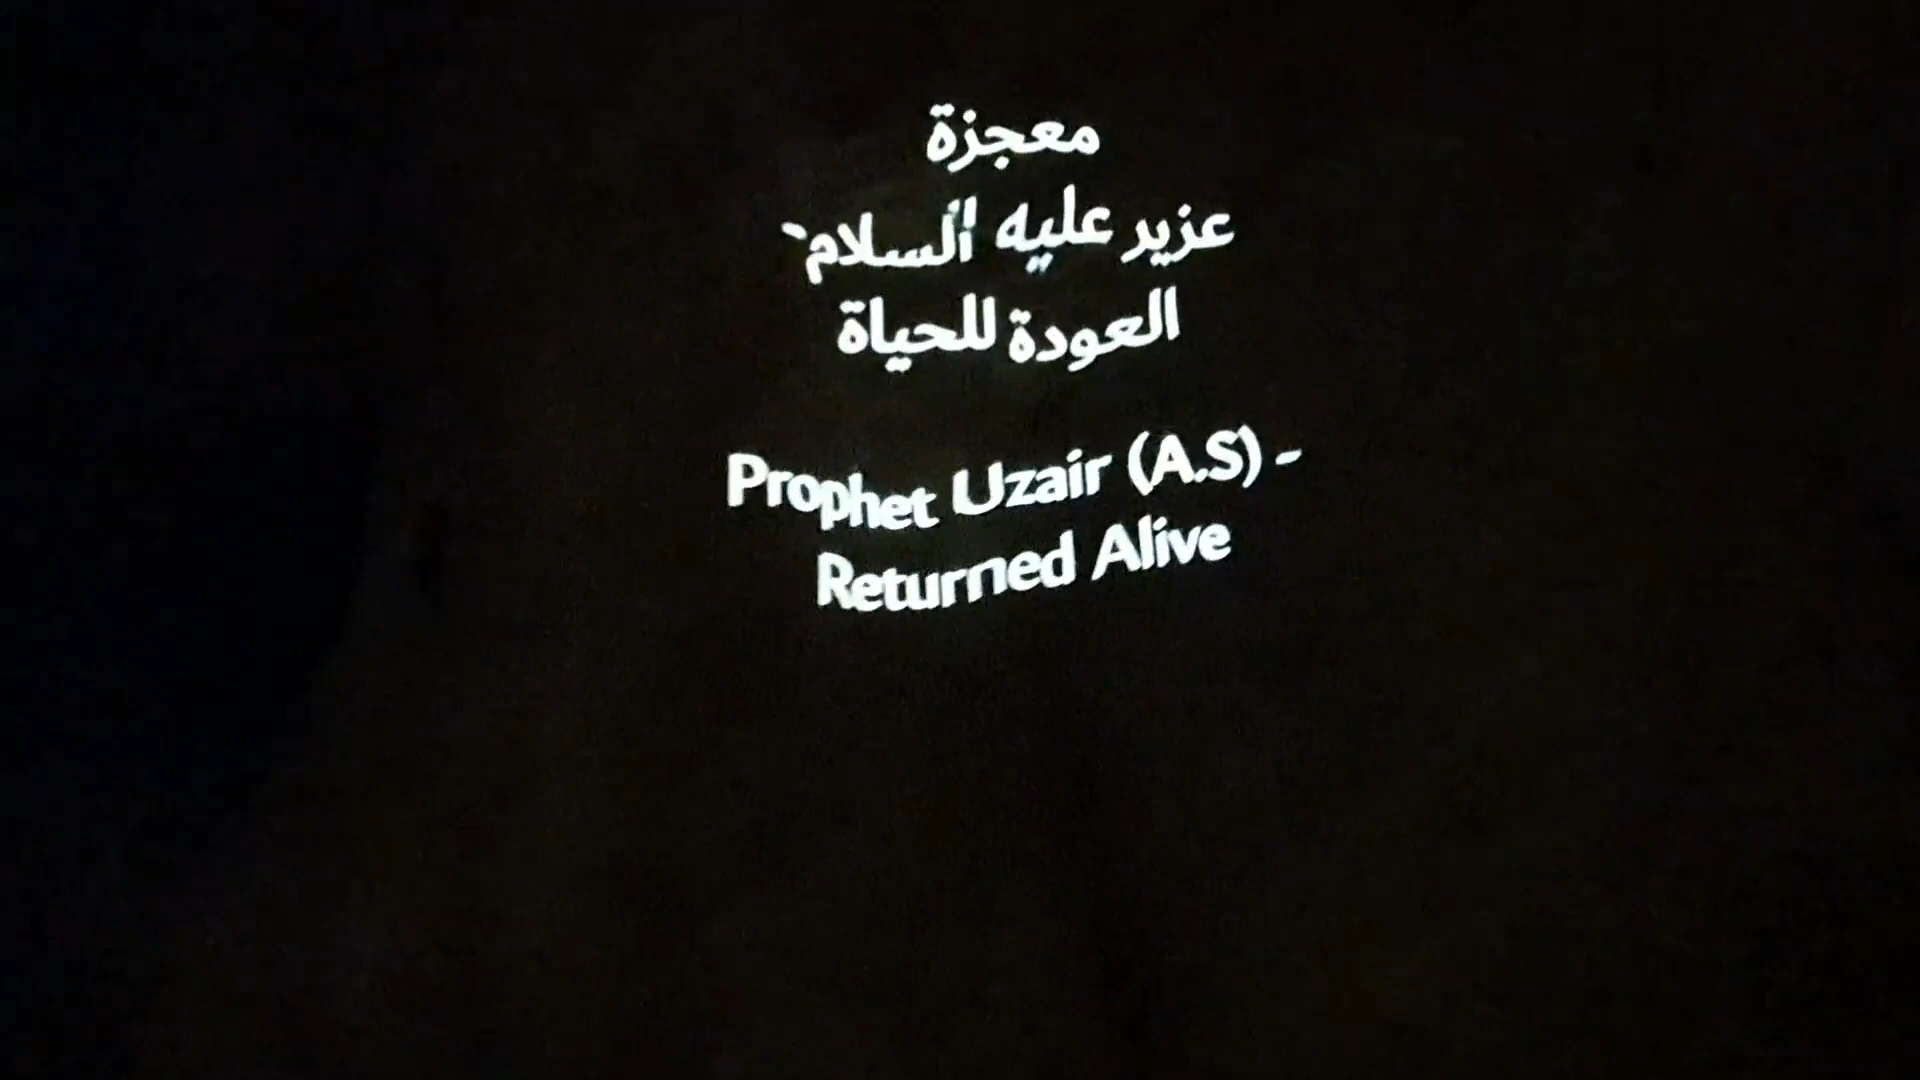 معجزة
عزير عليه السلام-
العودة للحياة
Prophet Uzair (A.S) -
Returned Alive